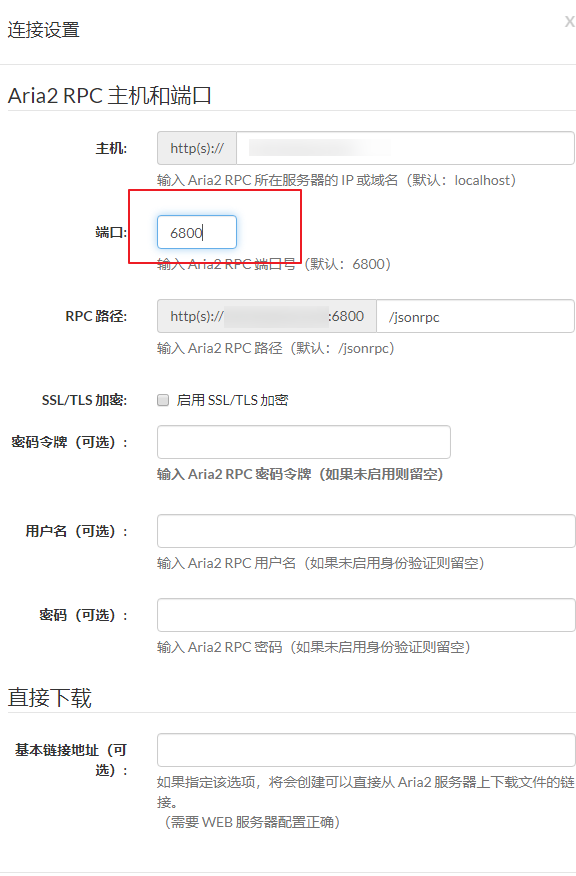 连接设置
x
Aria2 RPC 主机和端口
主机:
http(s)://
输入 Aria2 RPC 所在服务器的 IP 或域名（默认：localhost）
端口:
6800
输入 Aria2 RPC 端口号（默认：6800）
RPC 路径:
http(s)://
:6800
/jsonrpc
输入 Aria2 RPC 路径（默认：/jsonrpc）
SSL/TLS 加密:
启用 SSL/TLS 加密
密码令牌（可选）:
输入 Aria2 RPC 密码令牌（如果未启用则留空）
用户名（可选）:
输入 Aria2 RPC 用户名（如果未启用身份验证则留空）
密码（可选）:
输入 Aria2 RPC 密码（如果未启用身份验证则留空）
直接下载
基本链接地址（可
选）:
如果指定该选项，将会创建可以直接从 Aria2 服务器上下载文件的链
接。
（需要 WEB 服务器配置正确）